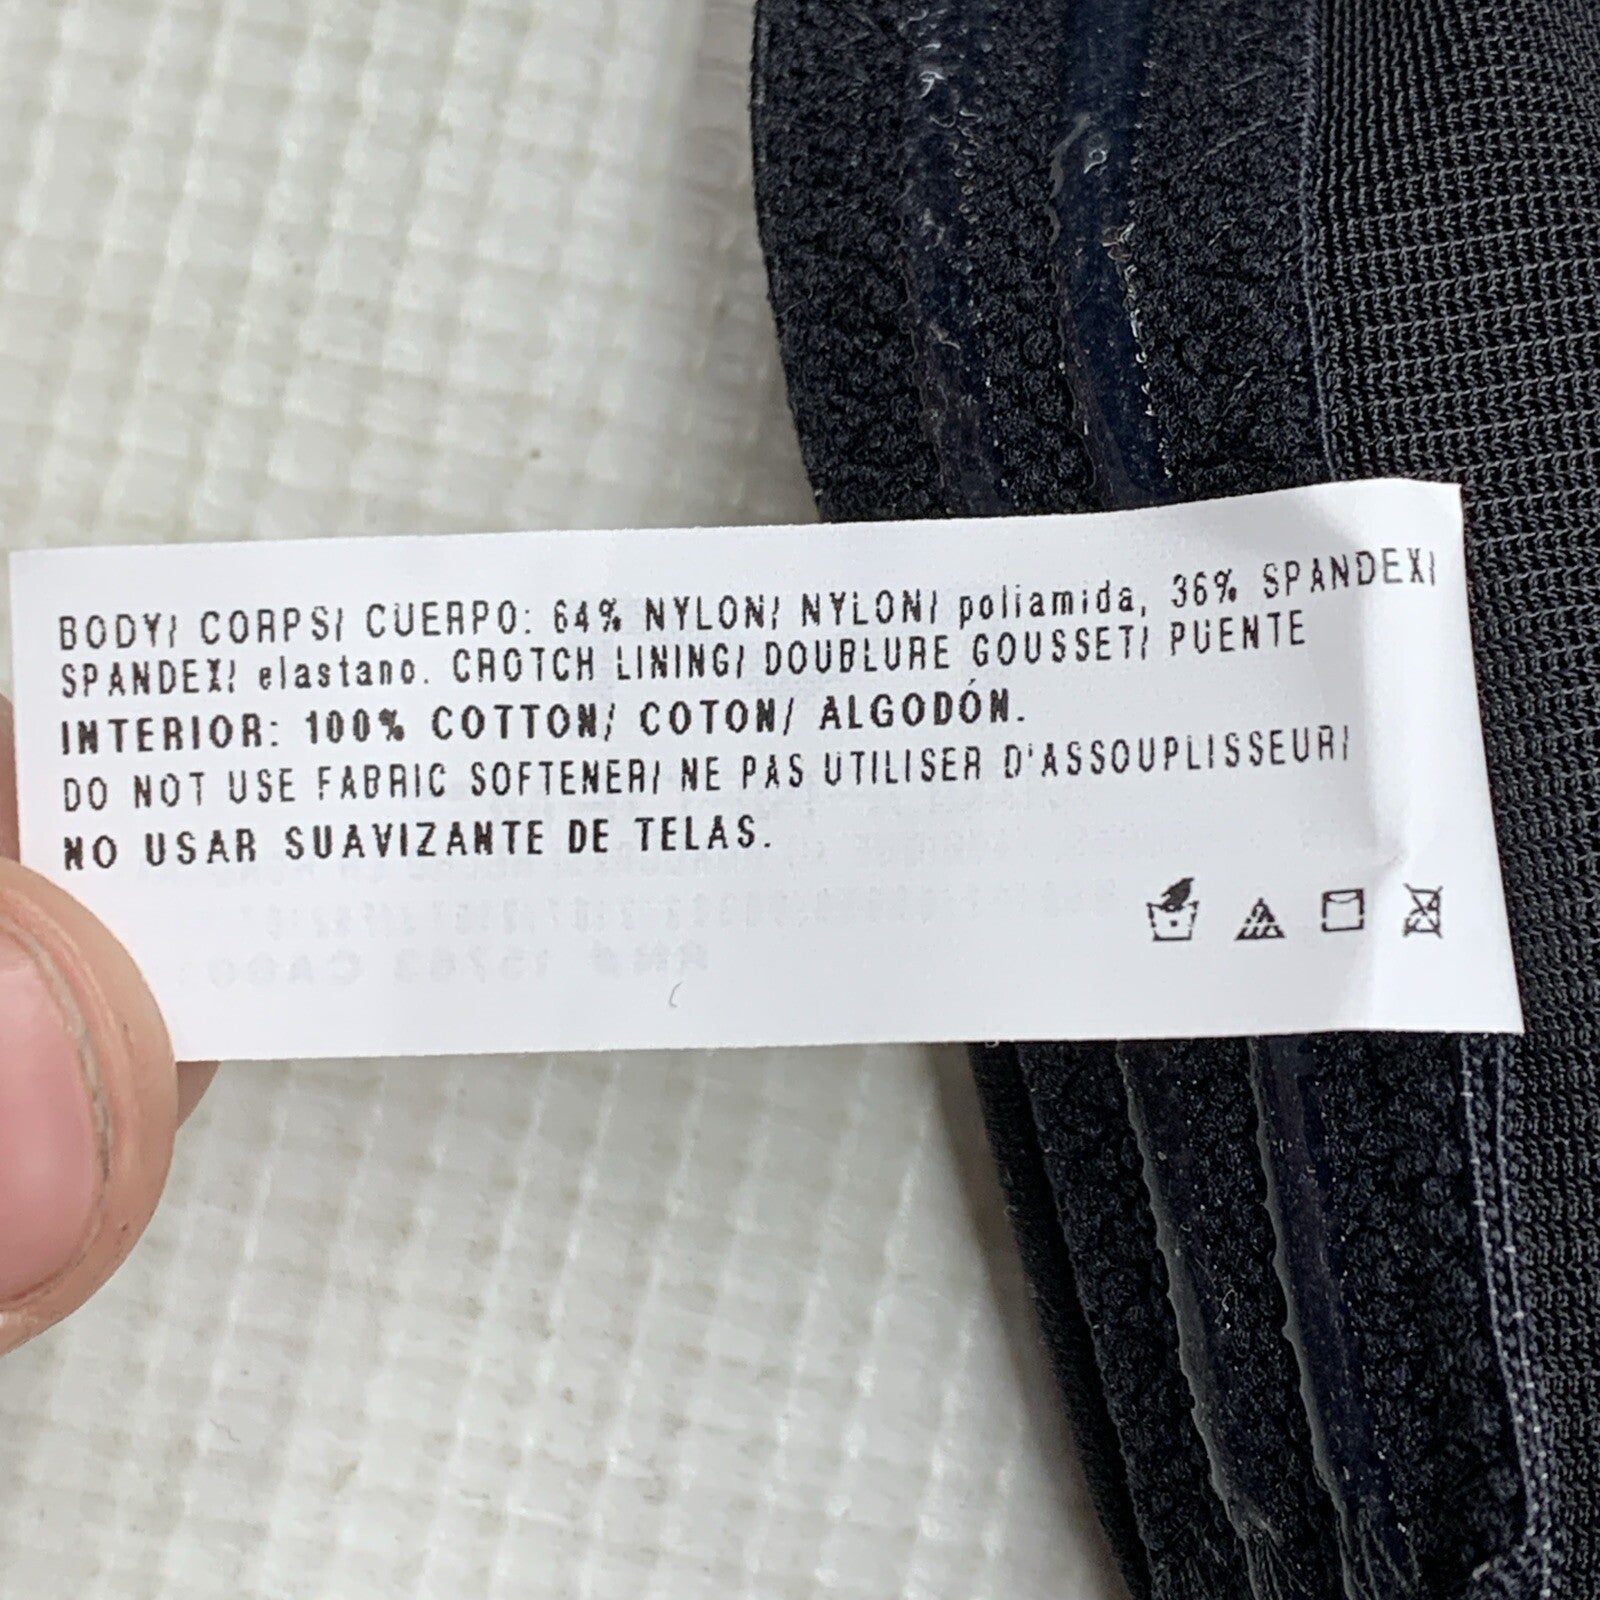 BODY/ CORPS/ CUERPO: 64% NYLON/ NYLON/ poliamida, 36% SPANDEX/
SPANDEX/ elastano. CROTCH LINING/ DOUBLURE GOUSSET/ PUENTE
INTERIOR: 100% COTTON/ COTON/ ALGODÓN.
DO NOT USE FABRIC SOFTENER/ NE PAS UTILISER D'ASSOUPLISSEUR/
NO USAR SUAVIZANTE DE TELAS.